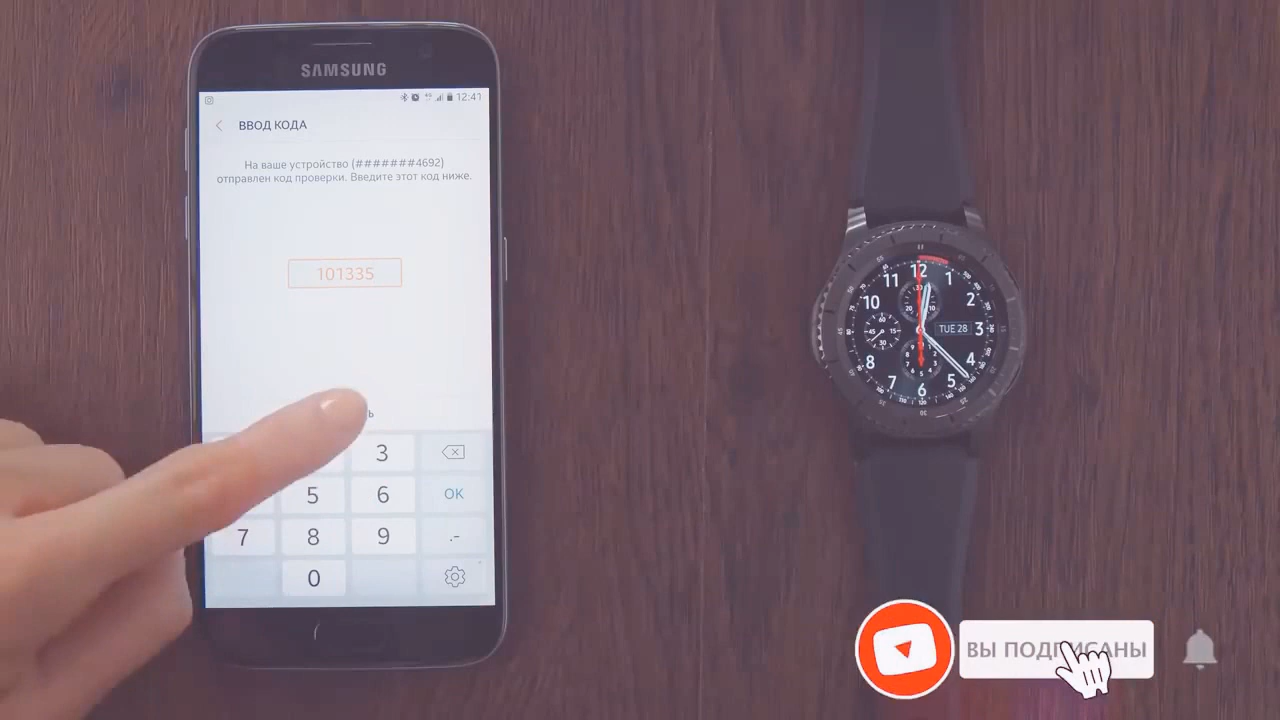 SAMSUNG
12:41
ВВОД КОДА
На ваше устройство (#######4692)
отправлен код проверки. Введите этот код ниже.
101335
3
5 6 OK
7 8 9 .-
0
12
11 1
10 2
TUE 28 3
8 4
7 5
6
ВЫ ПОДПИСАНЫ